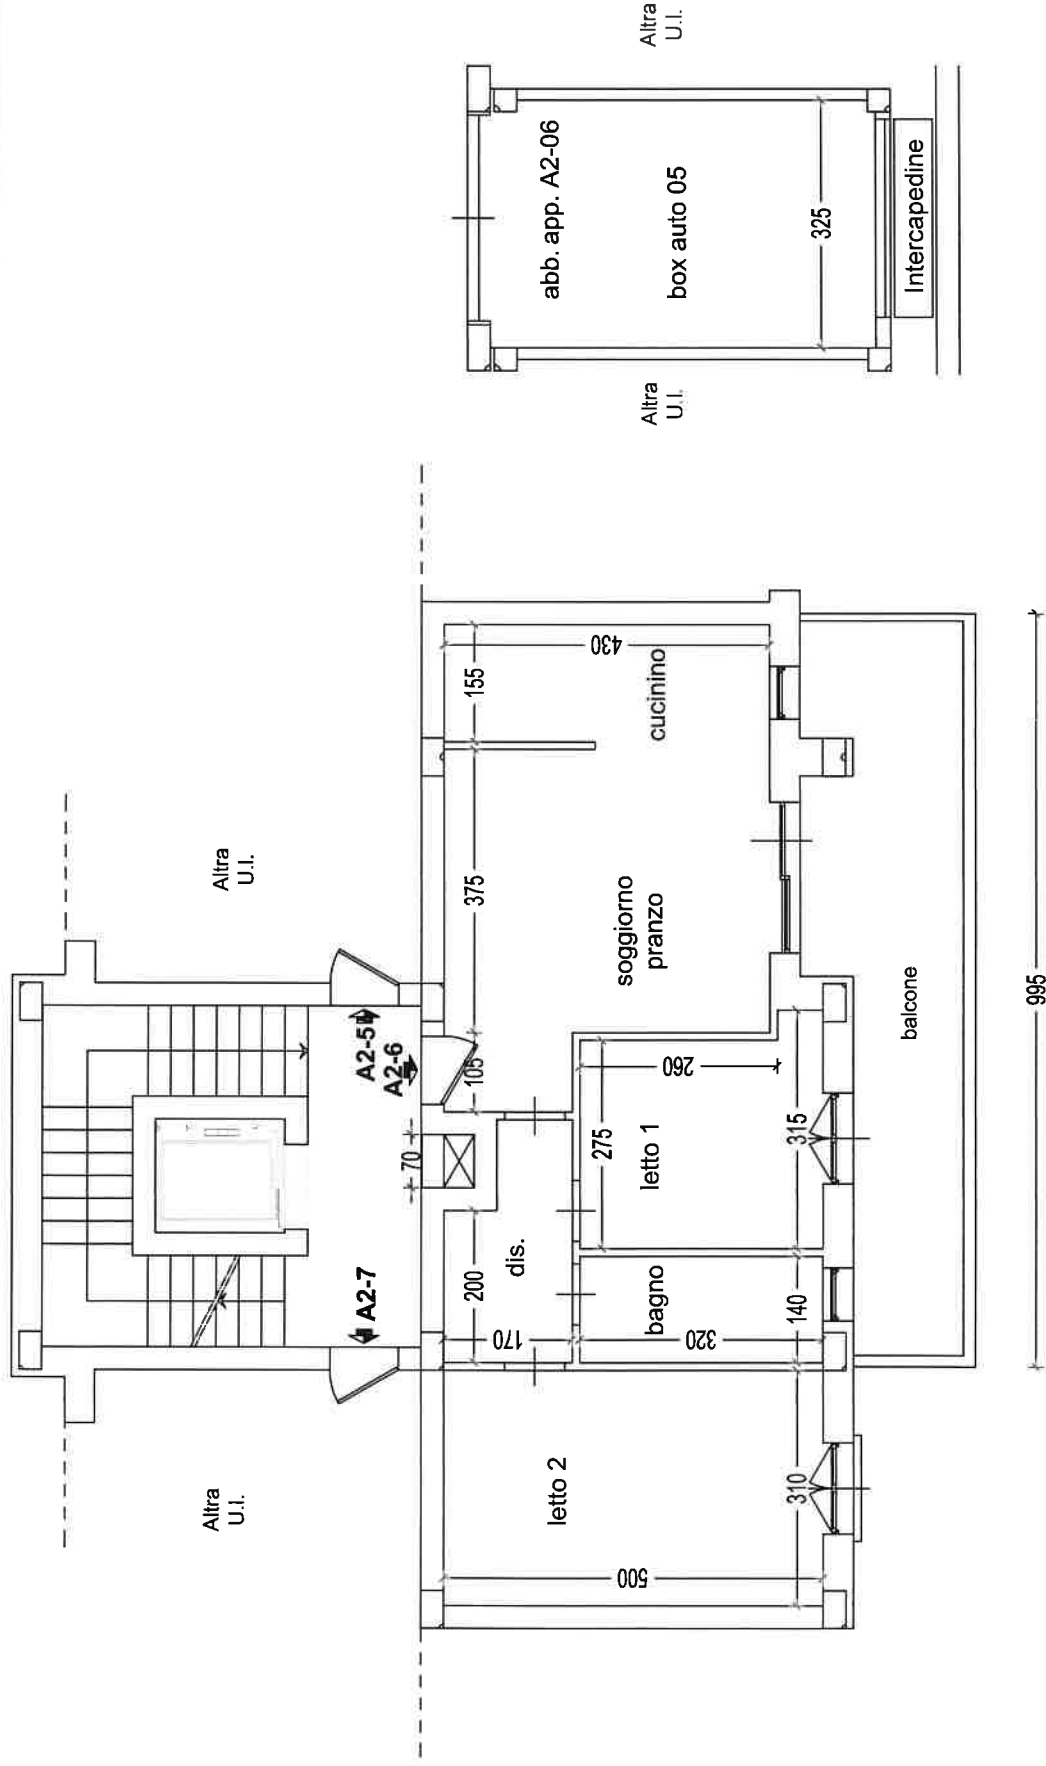 Altra
U.I.
abb. app. A2-06
box auto 05
325
Intercapedine
Altra
U.I.
Altra
U.I.
Altra
U.I.
A2-5
A2-6
A2-7
70
155
430
cucinino
375
soggiorno
pranzo
105
260
275
letto 1
315
dis.
200
170
bagno
140
320
letto 2
310
500
balcone
995